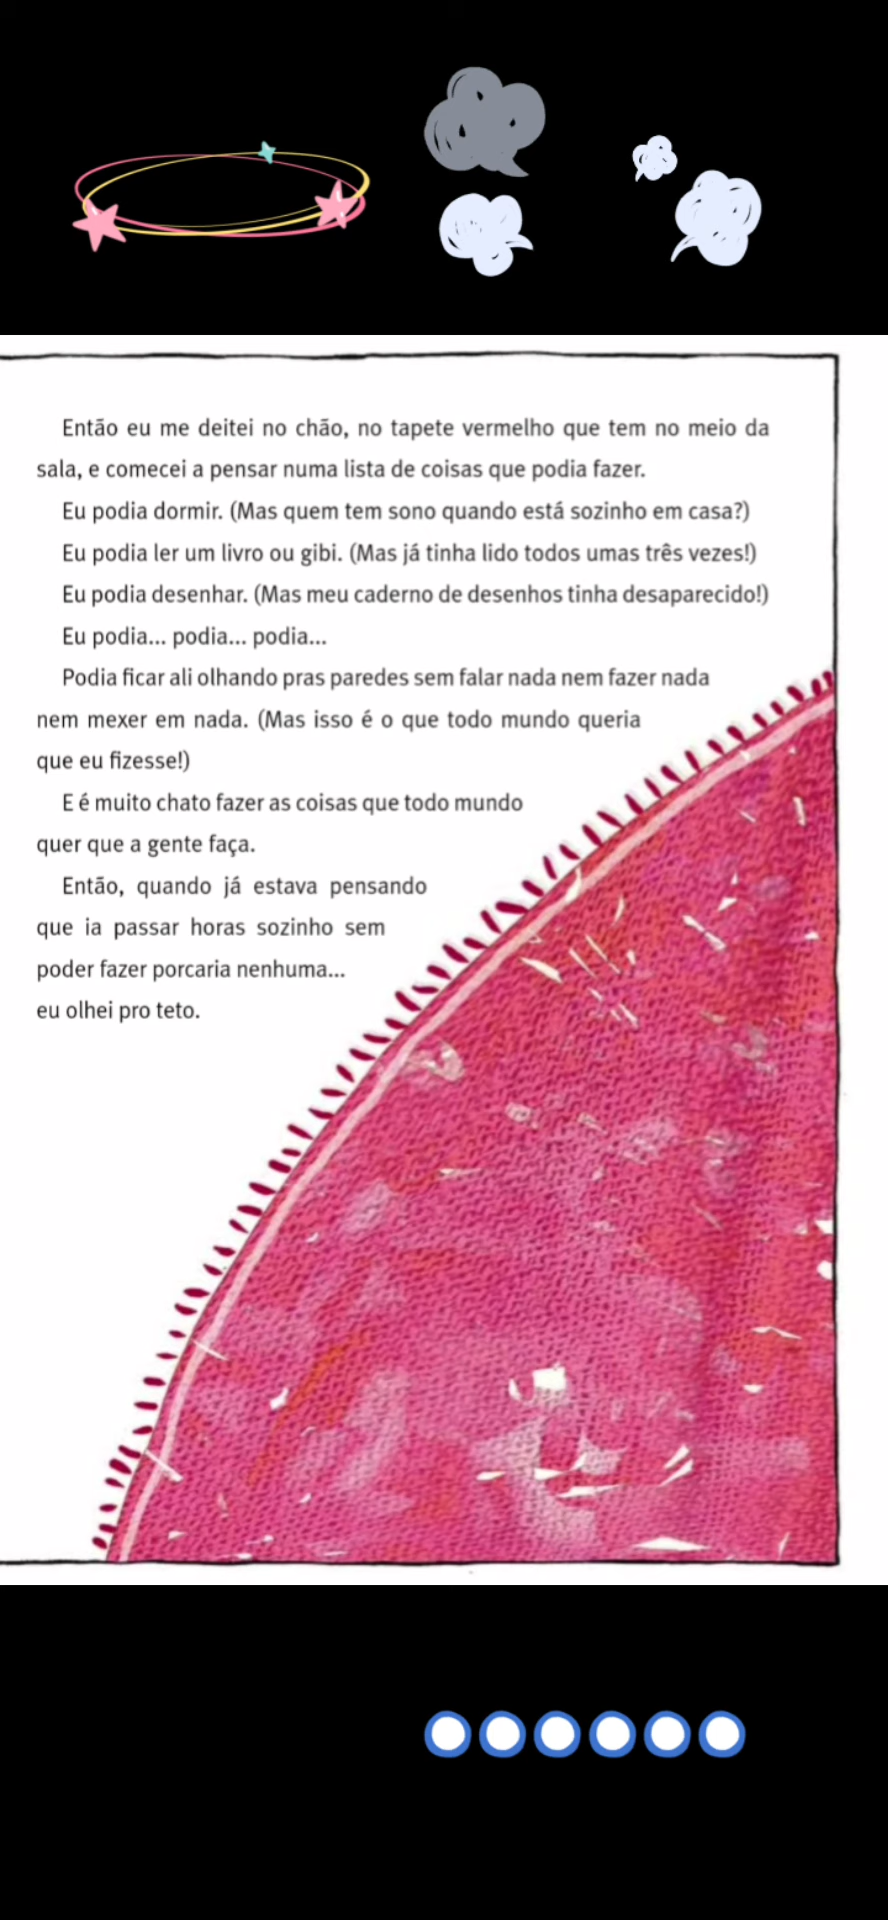 Então eu me deitei no chão, no tapete vermelho que tem no meio da
sala, e comecei a pensar numa lista de coisas que podia fazer.
Eu podia dormir. (Mas quem tem sono quando está sozinho em casa?)
Eu podia ler um livro ou gibi. (Mas já tinha lido todos umas três vezes!)
Eu podia desenhar. (Mas meu caderno de desenhos tinha desaparecido!)
Eu podia... podia... podia...
Podia ficar ali olhando pras paredes sem falar nada nem fazer nada
nem mexer em nada. (Mas isso é o que todo mundo queria
que eu fizesse!)
E é muito chato fazer as coisas que todo mundo
quer que a gente faça.
Então, quando já estava pensando
que ia passar horas sozinho sem
poder fazer porcaria nenhuma...
eu olhei pro teto.